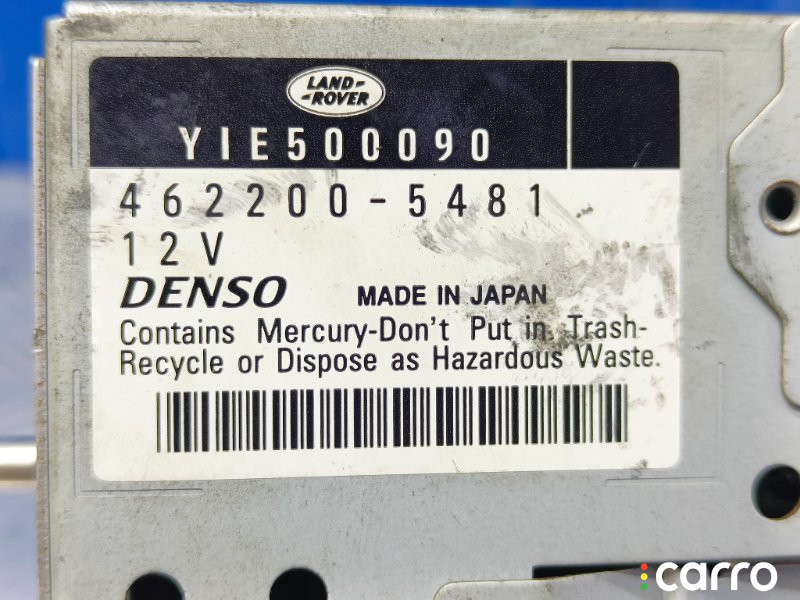 LAND-
-ROVER
YIE500090
462200-5481
12V
DENSO MADE IN JAPAN
Contains Mercury-Don't Put in Trash-
Recycle or Dispose as Hazardous Waste.
carro